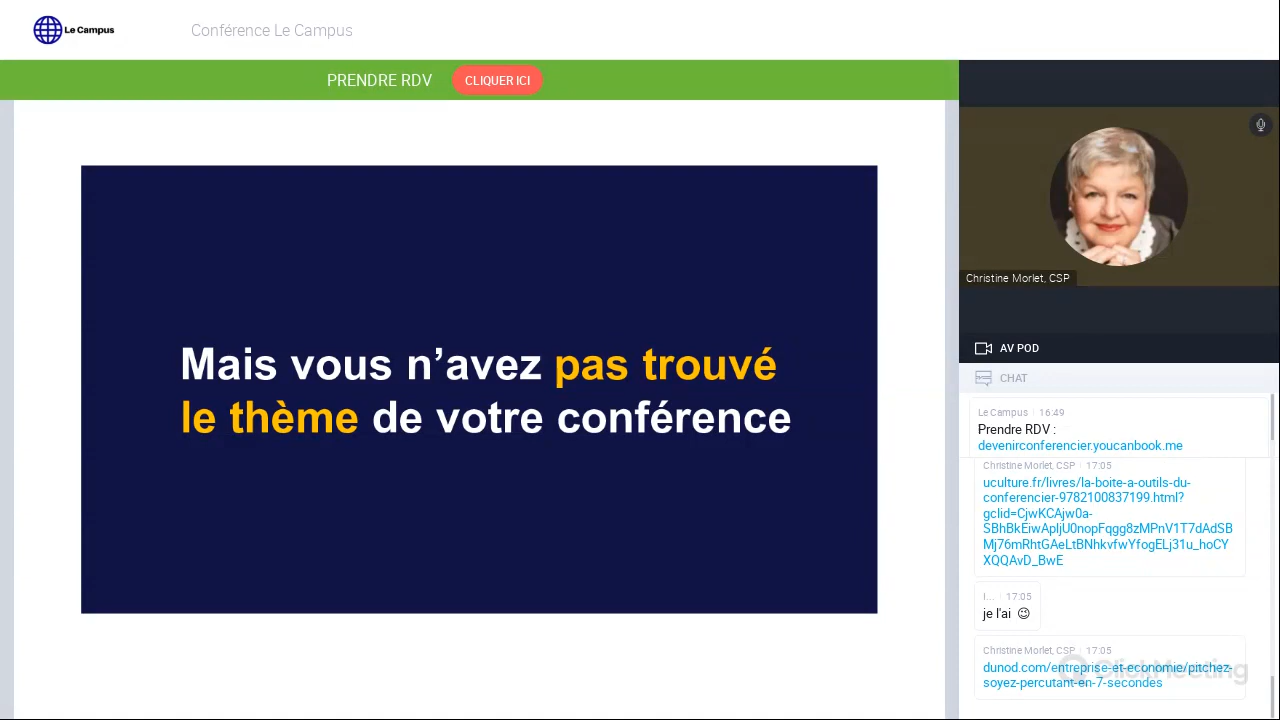 Le Campus
Conférence Le Campus
PRENDRE RDV CLIQUER ICI
Mais vous n’avez pas trouvé
le thème de votre conférence
Christine Morlet, CSP
AV POD
CHAT
Le Campus 16:49
Prendre RDV :
devenirconferencier.youcanbook.me
Christine Morlet, CSP 17:05
uculture.fr/livres/la-boite-a-outils-du-
conferencier-9782100837199.html?
gclid=CjwKCAjw0a-
SBhBkEiwApljU0nopFqgg8zMPnV1T7dAdSB
Mj76mRhtGAeLtBNhkvfwYfogELj31u_hoCY
XQQAvD_BwE
I... 17:05
je l'ai 😉
Christine Morlet, CSP 17:05
dunod.com/entreprise-et-economie/pitchez-
soyez-percutant-en-7-secondes
ClickMeeting